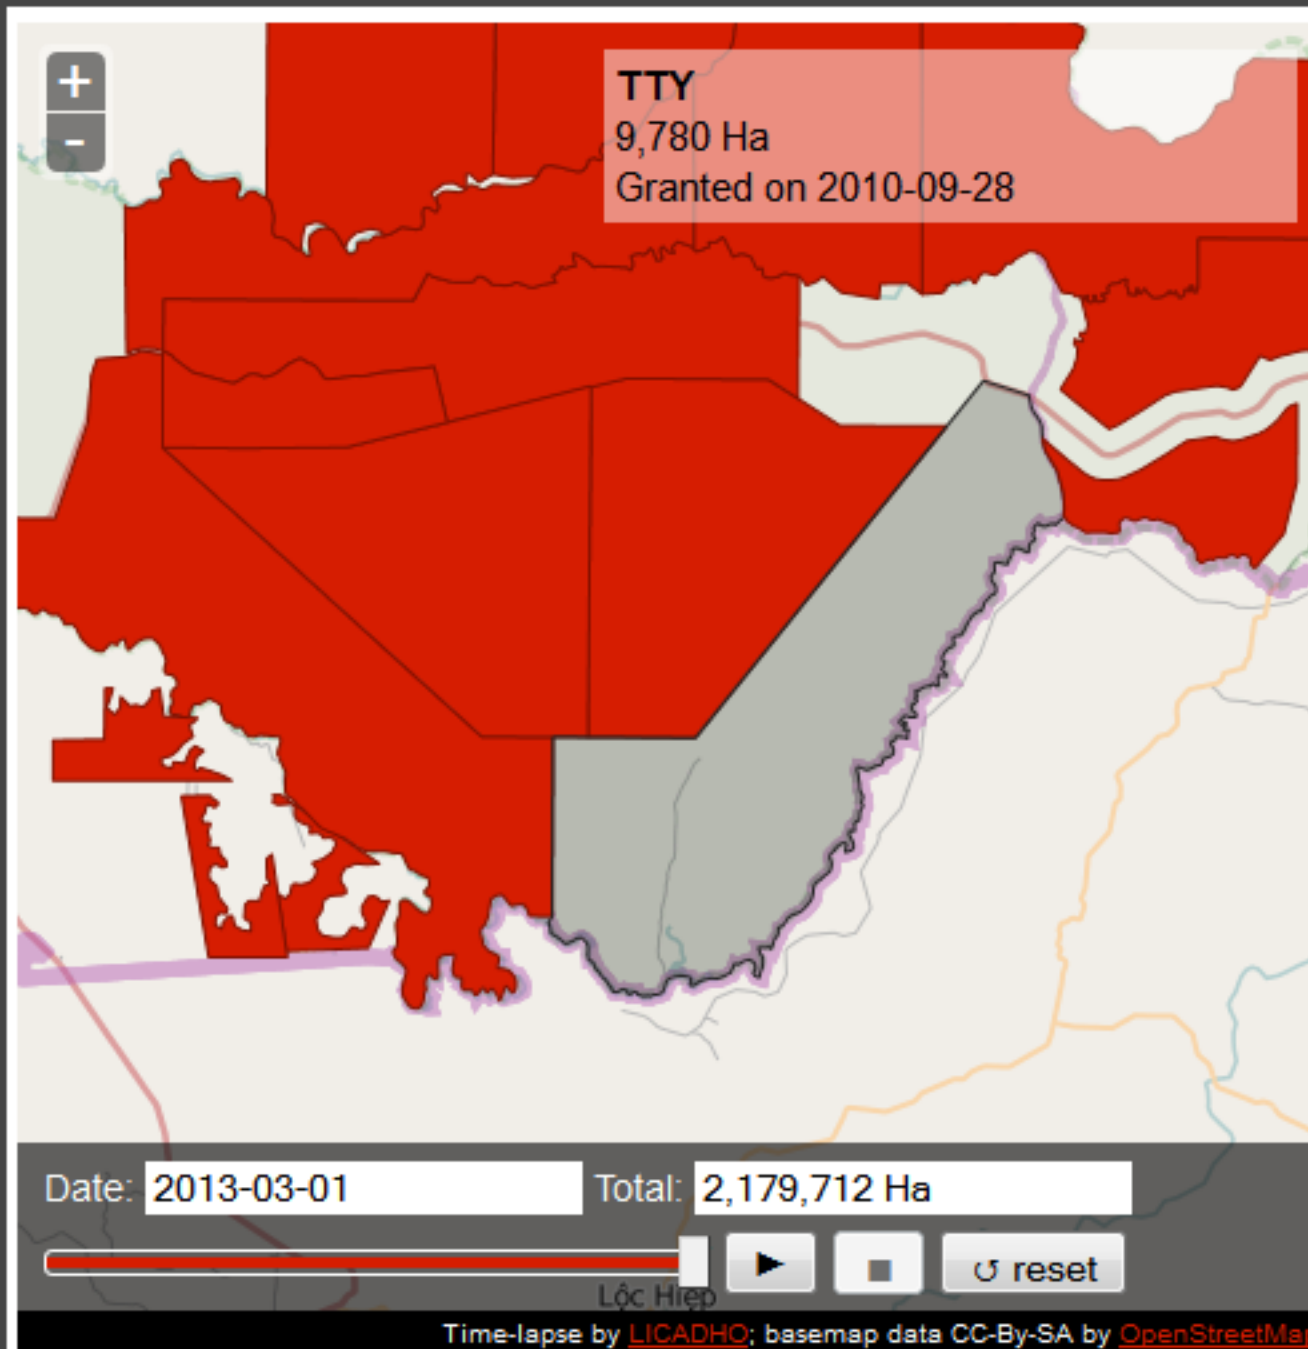 +
-
TTY
9,780 Ha
Granted on 2010-09-28
Date: 2013-03-01 Total: 2,179,712 Ha
↺ reset
Lộc Hiệp
Time-lapse by LICADHO; basemap data CC-By-SA by OpenStreetMap